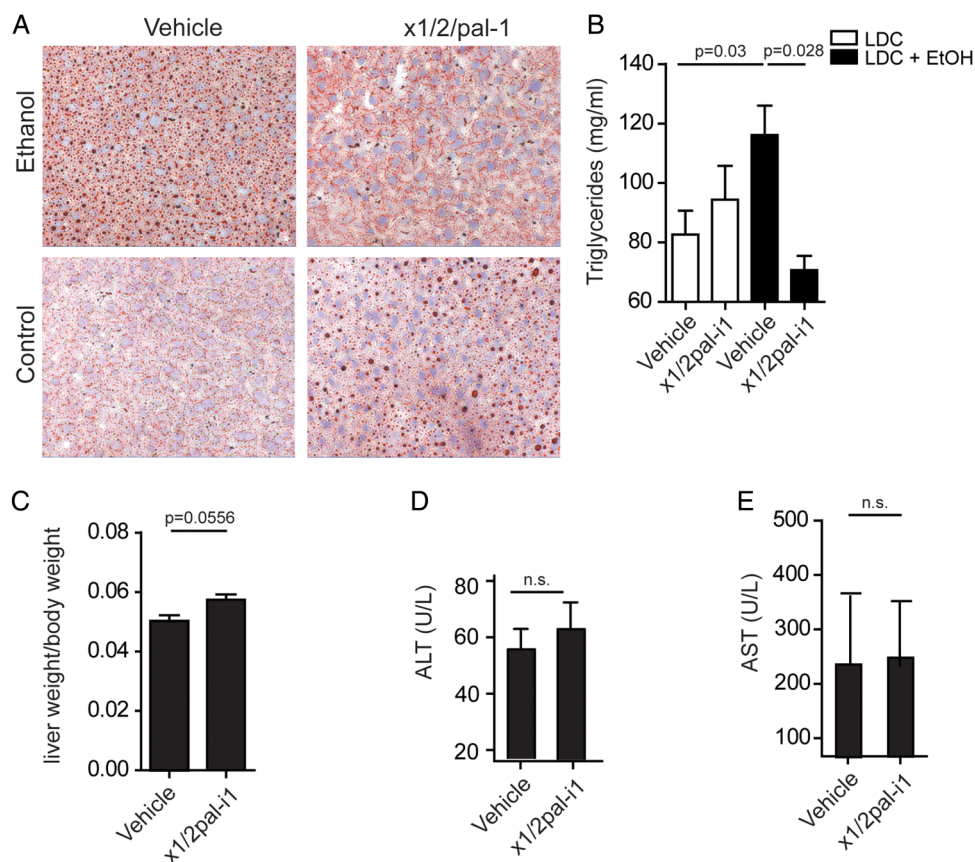 A
Vehicle
x1/2/pal-1
Ethanol
Control
B
LDC
LDC + EtOH
p=0.03
p=0.028
Triglycerides (mg/ml)
140
120
100
80
60
Vehicle
x1/2pal-i1
Vehicle
x1/2pal-i1
C
liver weight/body weight
p=0.0556
0.08
0.06
0.04
0.02
0.00
Vehicle
x1/2pal-i1
D
ALT (U/L)
n.s.
80
60
40
20
Vehicle
x1/2pal-i1
E
AST (U/L)
n.s.
500
400
300
200
100
Vehicle
x1/2pal-i1